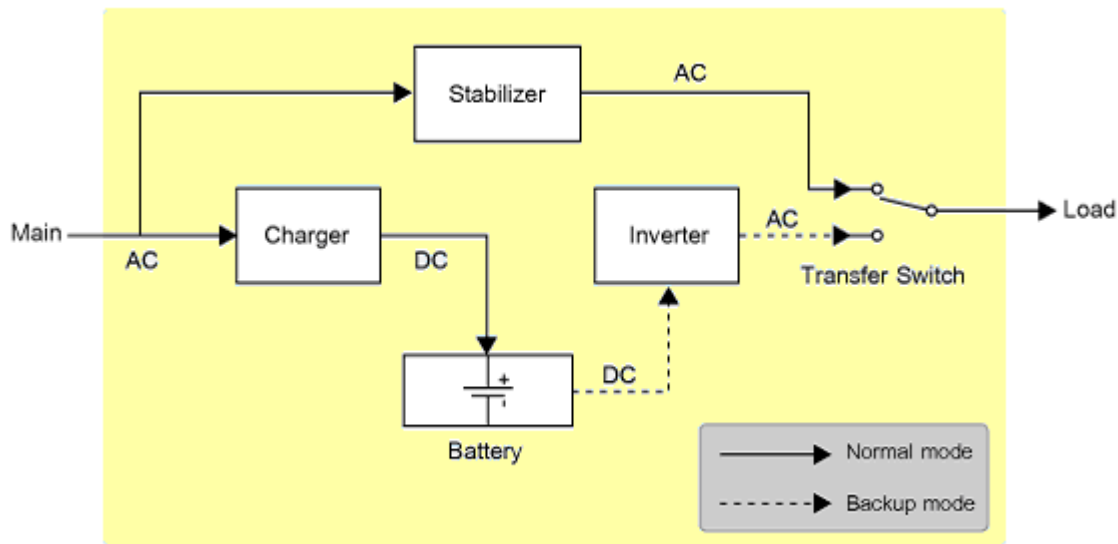 Stabilizer
AC
Main
AC
Charger
DC
Inverter
AC
Load
Transfer Switch
+
-
DC
Battery
Normal mode
Backup mode